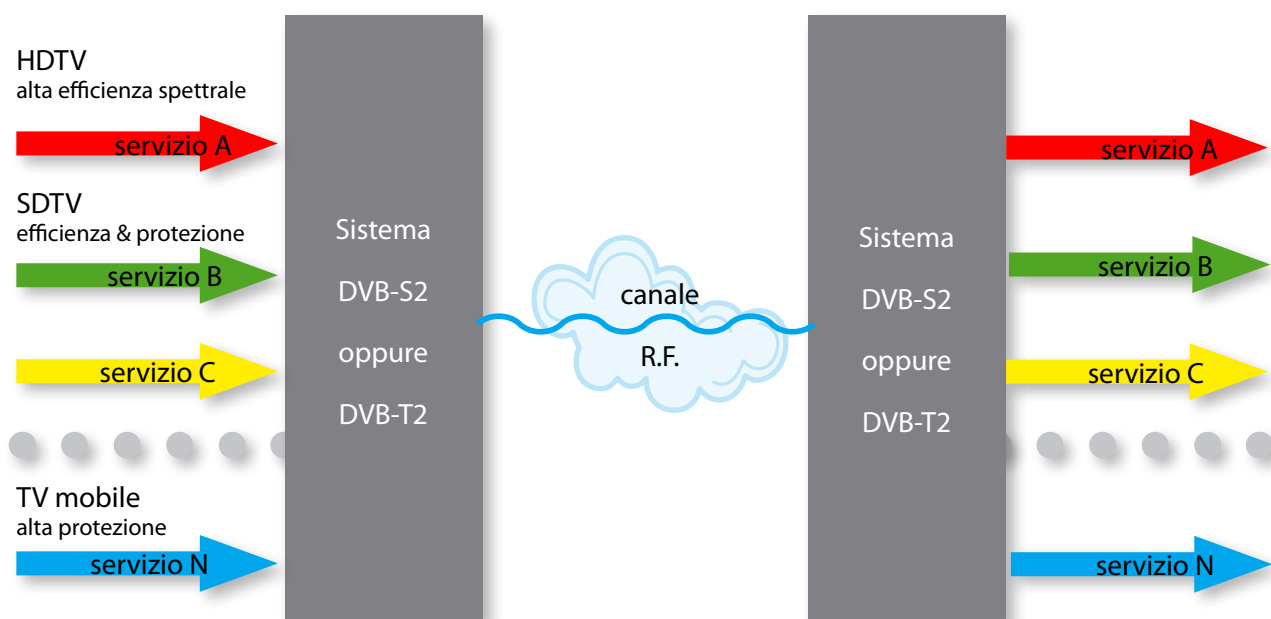 HDTV
alta efficienza spettrale
servizio A
SDTV
efficienza & protezione
servizio B
servizio C
TV mobile
alta protezione
servizio N
Sistema
DVB-S2
oppure
DVB-T2
canale
R.F.
Sistema
DVB-S2
oppure
DVB-T2
servizio A
servizio B
servizio C
servizio N